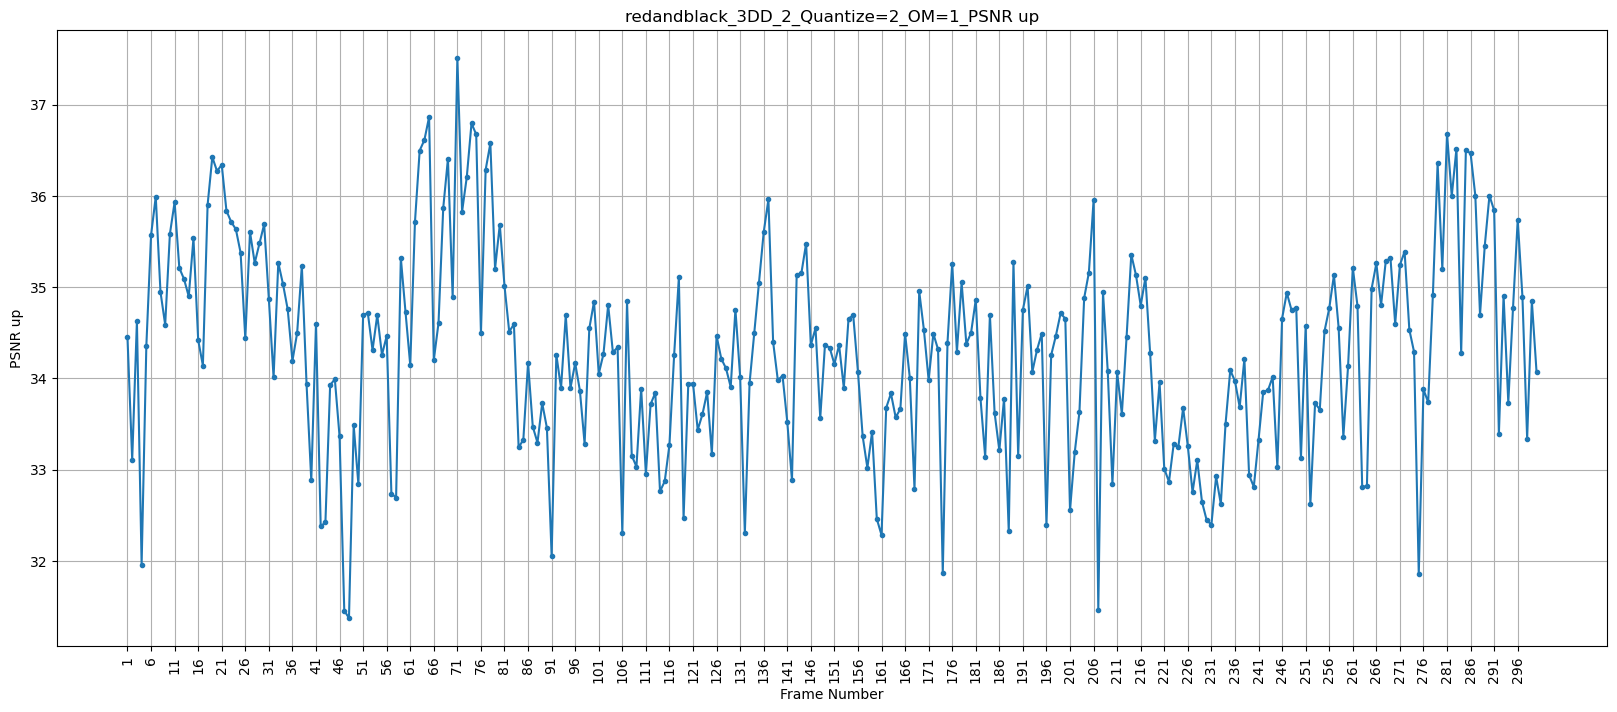 redandblack_3DD_2_Quantize=2_OM=1_PSNR up
PSNR up
37
36
35
34
33
32
1 6 11 16 21 26 31 36 41 46 51 56 61 66 71 76 81 86 91 96 101 106 111 116 121 126 131 136 141 146 151 156 161 166 171 176 181 186 191 196 201 206 211 216 221 226 231 236 241 246 251 256 261 266 271 276 281 286 291 296
Frame Number